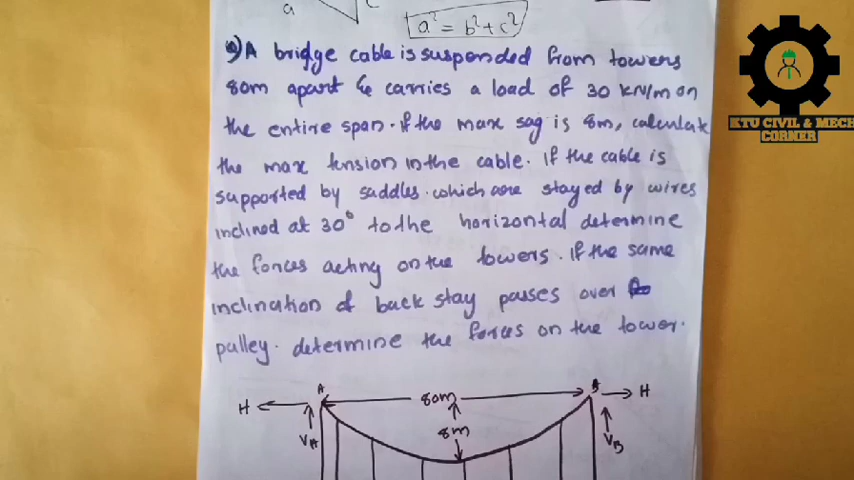 a
c
a² = b² + c²
Q) A bridge cable is suspended from towers
80m apart & carries a load of 30 kN/m on
the entire span. if the max sag is 8m, calculate
the max tension in the cable. If the cable is
supported by saddles. which are stayed by wires
inclined at 30° to the horizontal determine
the forces acting on the towers. If the same
inclination of back stay passes over
pulley. determine the forces on the tower.
KTU CIVIL & MECH
CORNER
A 80m B
H H
VA 8m VB